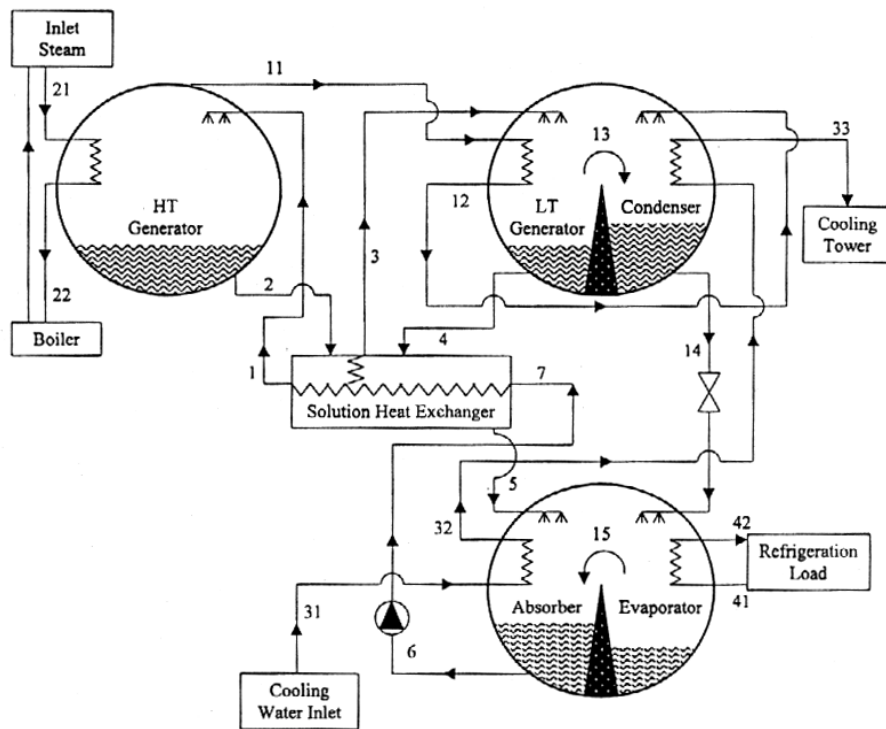 Inlet
Steam
11
21
33
13
HT
Generator
12
LT
Generator
Condenser
Cooling
Tower
3
2
22
Boiler
4
14
1
7
Solution Heat Exchanger
5
32
42
15
Refrigeration
Load
31
Absorber
Evaporator
41
6
Cooling
Water Inlet